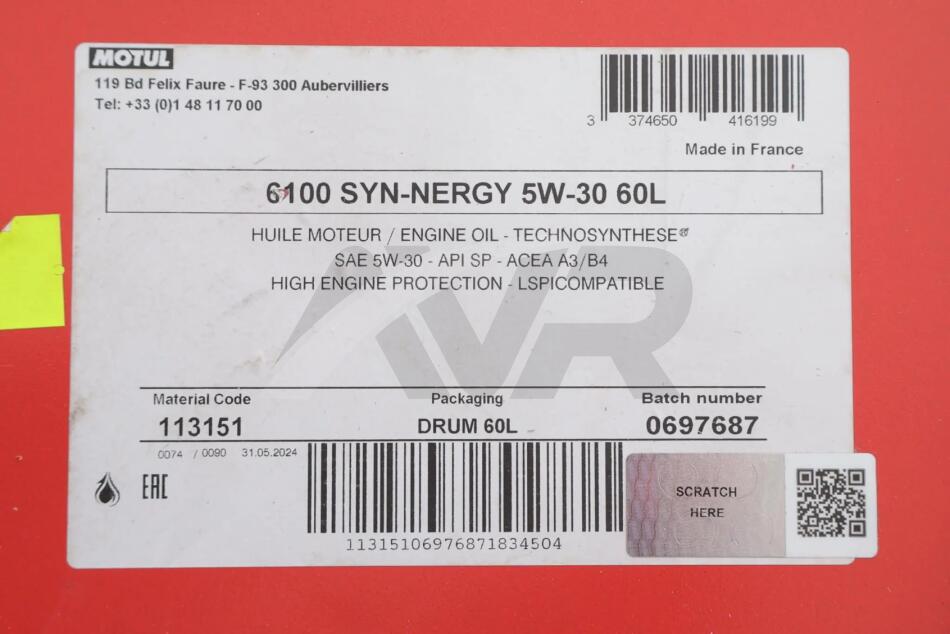 MOTUL
119 Bd Felix Faure - F-93 300 Aubervilliers
Tel: +33 (0)1 48 11 70 00
3 374650 416199
Made in France
6100 SYN-NERGY 5W-30 60L
HUILE MOTEUR / ENGINE OIL - TECHNOSYNTHESE®
SAE 5W-30 - API SP - ACEA A3/B4
HIGH ENGINE PROTECTION - LSPICOMPATIBLE
AVR
Material Code Packaging Batch number
113151 DRUM 60L 0697687
0074 / 0090 31.05.2024
EAC
SCRATCH
HERE
11315106976871834504